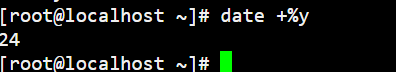 [root@localhost ~]# date +%y
24
[root@localhost ~]#